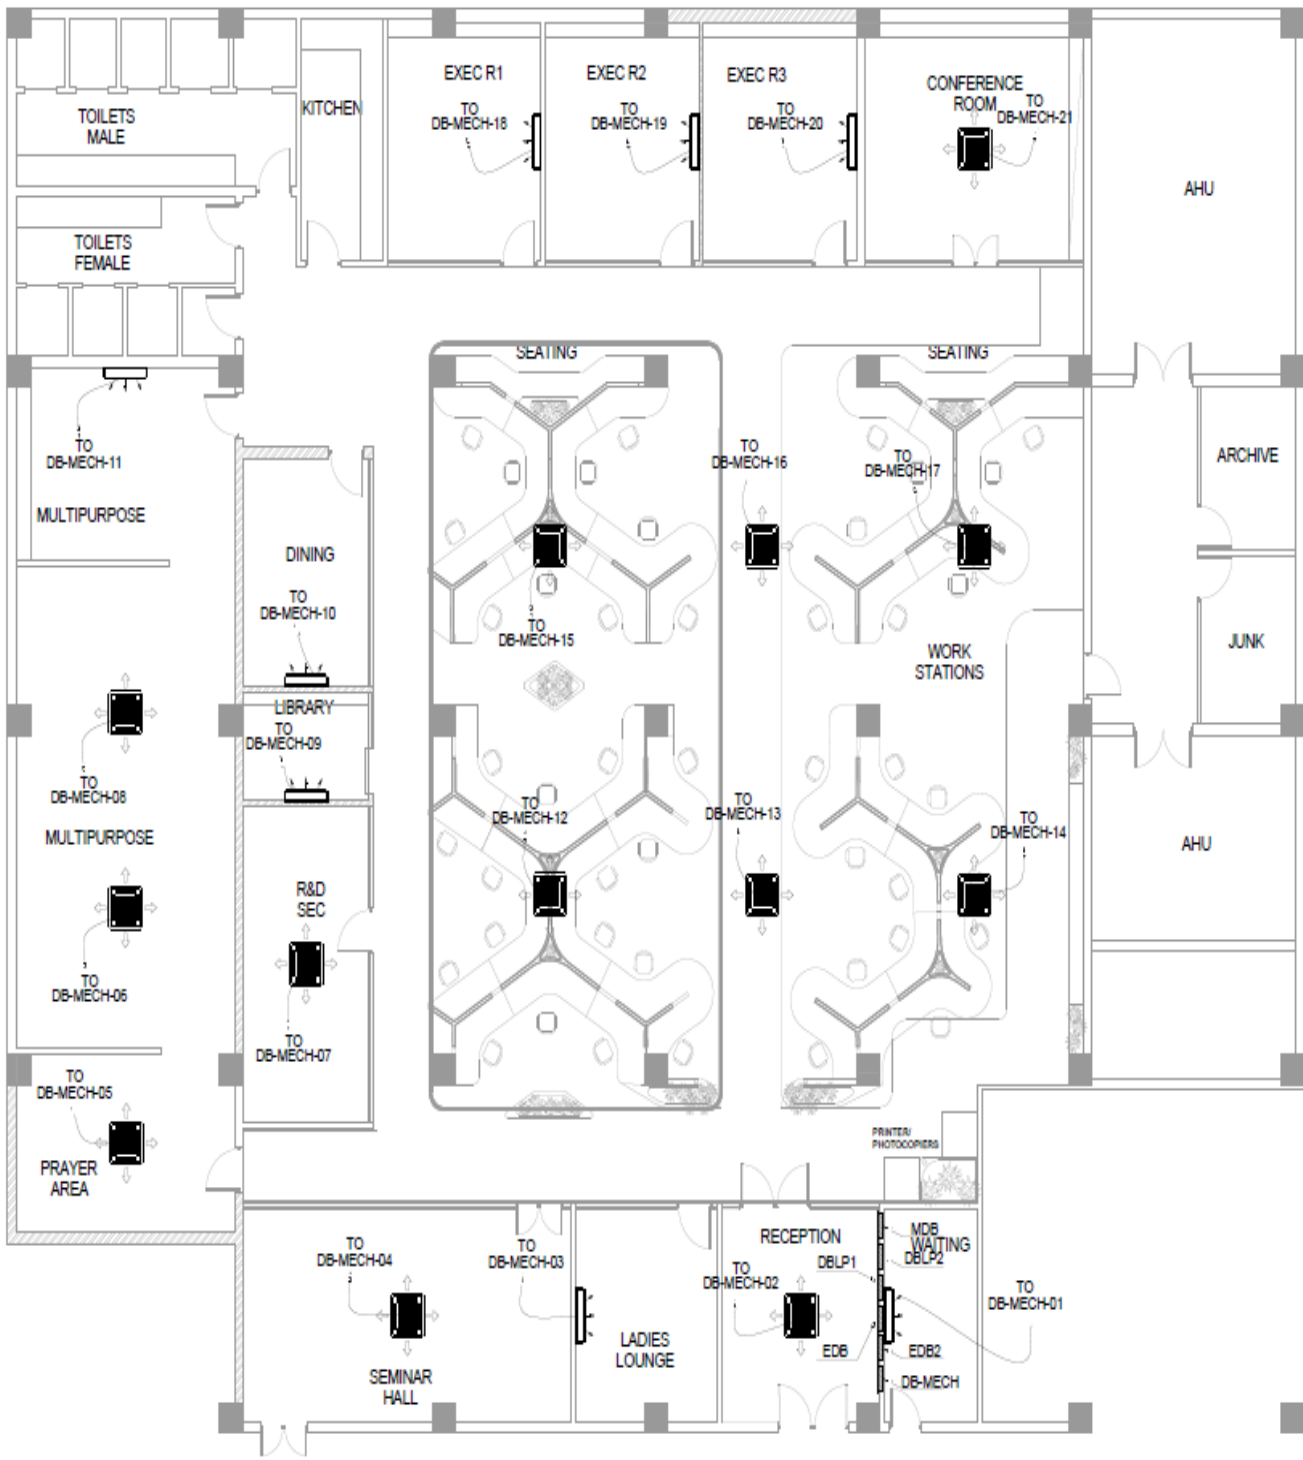 EXEC R1
EXEC R2
EXEC R3
CONFERENCE
ROOM
TO
DB-MECH-18
TO
DB-MECH-19
TO
DB-MECH-20
TO
DB-MECH-21
KITCHEN
TOILETS
MALE
AHU
TOILETS
FEMALE
SEATING
SEATING
TO
DB-MECH-11
TO
DB-MECH-16
TO
DB-MECH-17
ARCHIVE
MULTIPURPOSE
DINING
TO
DB-MECH-10
TO
DB-MECH-15
WORK
STATIONS
JUNK
LIBRARY
TO
DB-MECH-09
TO
DB-MECH-08
TO
DB-MECH-12
TO
DB-MECH-13
TO
DB-MECH-14
MULTIPURPOSE
AHU
R&D
SEC
TO
DB-MECH-06
TO
DB-MECH-07
TO
DB-MECH-05
PRINTER/
PHOTOCOPIERS
PRAYER
AREA
TO
DB-MECH-04
TO
DB-MECH-03
RECEPTION
MDB
WAITING
DBLP1
DBLP2
TO
DB-MECH-02
TO
DB-MECH-01
LADIES
LOUNGE
EDB
EDB2
SEMINAR
HALL
DB-MECH